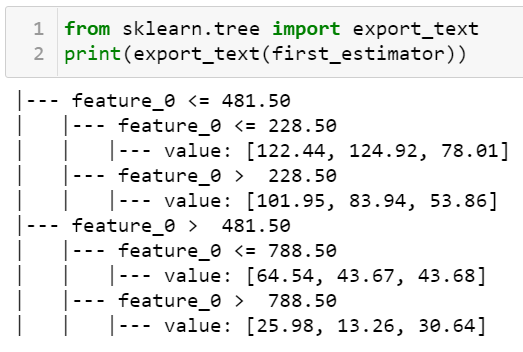 1 from sklearn.tree import export_text
2 print(export_text(first_estimator))
|--- feature_0 <= 481.50
|   |--- feature_0 <= 228.50
|   |   |--- value: [122.44, 124.92, 78.01]
|   |--- feature_0 >  228.50
|   |   |--- value: [101.95, 83.94, 53.86]
|--- feature_0 >  481.50
|   |--- feature_0 <= 788.50
|   |   |--- value: [64.54, 43.67, 43.68]
|   |--- feature_0 >  788.50
|   |   |--- value: [25.98, 13.26, 30.64]